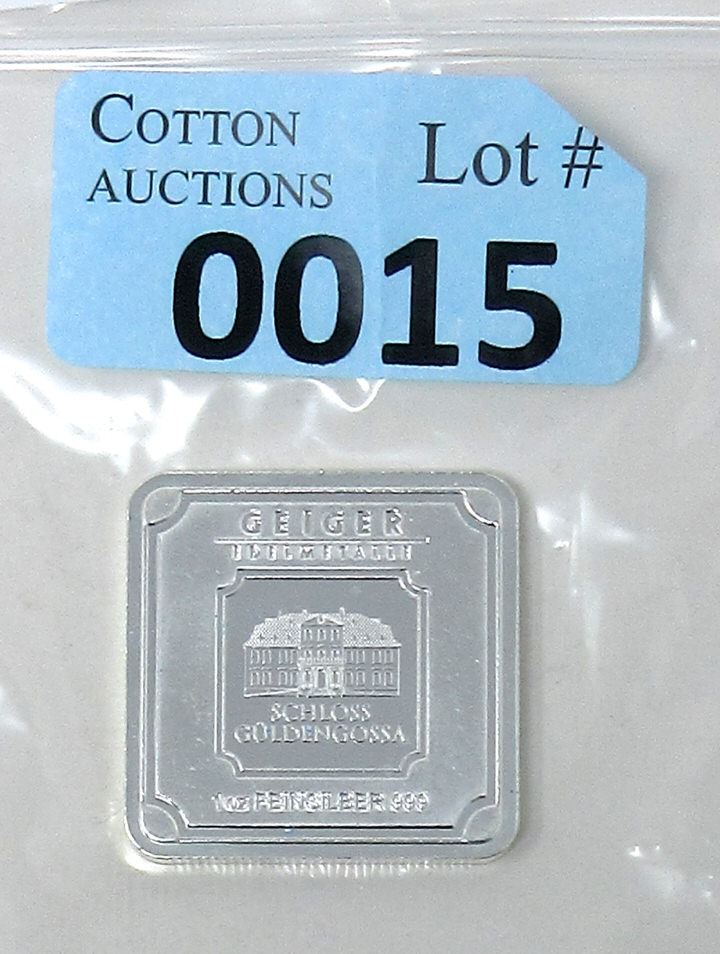 COTTON
AUCTIONS
Lot #
0015
GEIGER
EDELMETALLE
SCHLOSS
GÜLDENGOSSA
1oz FEINSILBER 999